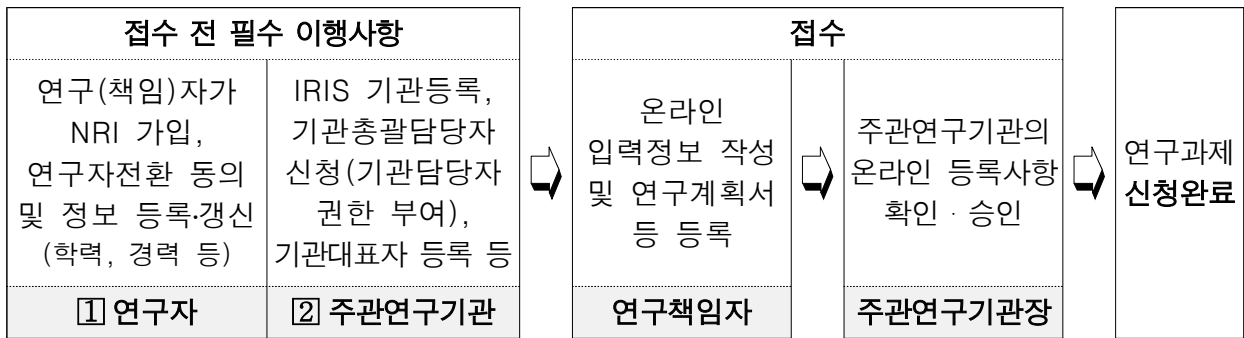 접수 전 필수 이행사항
연구(책임)자가
NRI 가입,
연구자전환 동의
및 정보 등록·갱신
(학력, 경력 등)
1 연구자
IRIS 기관등록,
기관총괄담당자
신청(기관담당자
권한 부여),
기관대표자 등록 등
2 주관연구기관
접수
온라인
입력정보 작성
및 연구계획서
등 등록
연구책임자
주관연구기관의
온라인 등록사항
확인 · 승인
주관연구기관장
연구과제
신청완료